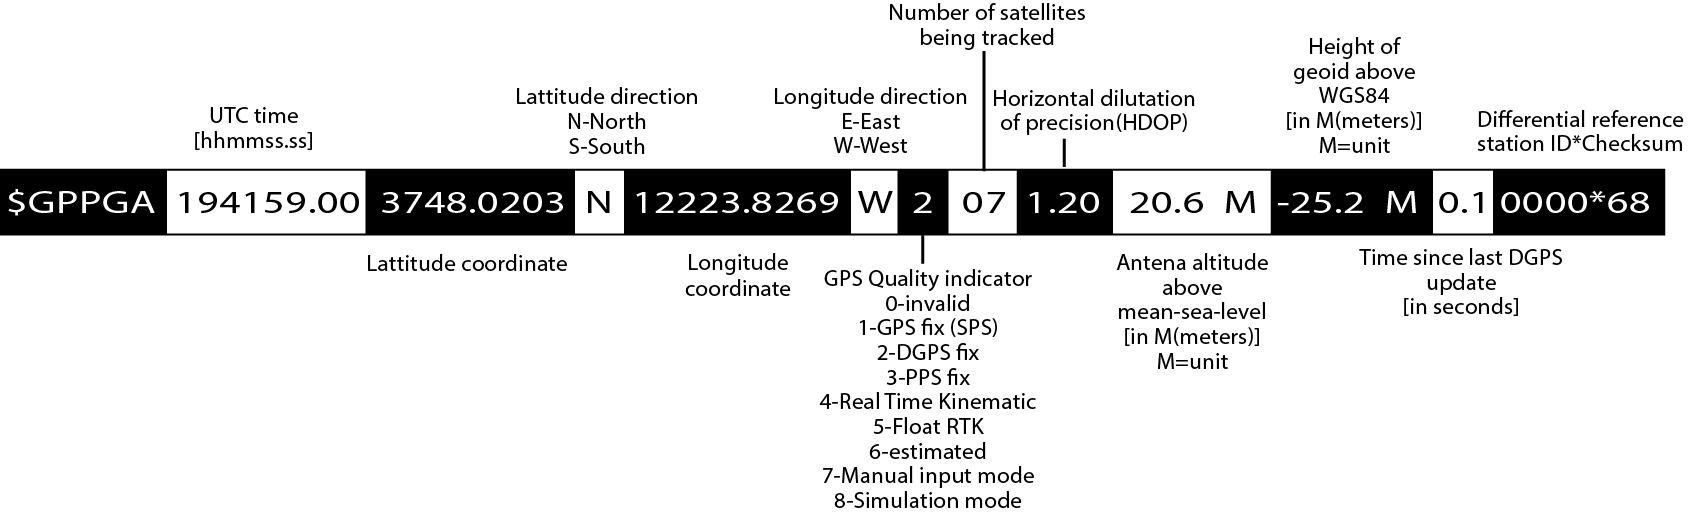 Number of satellites
being tracked
Height of
geoid above
WGS84
[in M(meters)]
M=unit
UTC time
[hhmmss.ss]
Lattitude direction
N-North
S-South
Longitude direction
E-East
W-West
Horizontal dilutation
of precision(HDOP)
Differential reference
station ID*Checksum
$GPPGA 194159.00 3748.0203 N 12223.8269 W 2 07 1.20 20.6 M -25.2 M 0.1 0000*68
Lattitude coordinate
Longitude
coordinate
GPS Quality indicator
0-invalid
1-GPS fix (SPS)
2-DGPS fix
3-PPS fix
4-Real Time Kinematic
5-Float RTK
6-estimated
7-Manual input mode
8-Simulation mode
Antena altitude
above
mean-sea-level
[in M(meters)]
M=unit
Time since last DGPS
update
[in seconds]